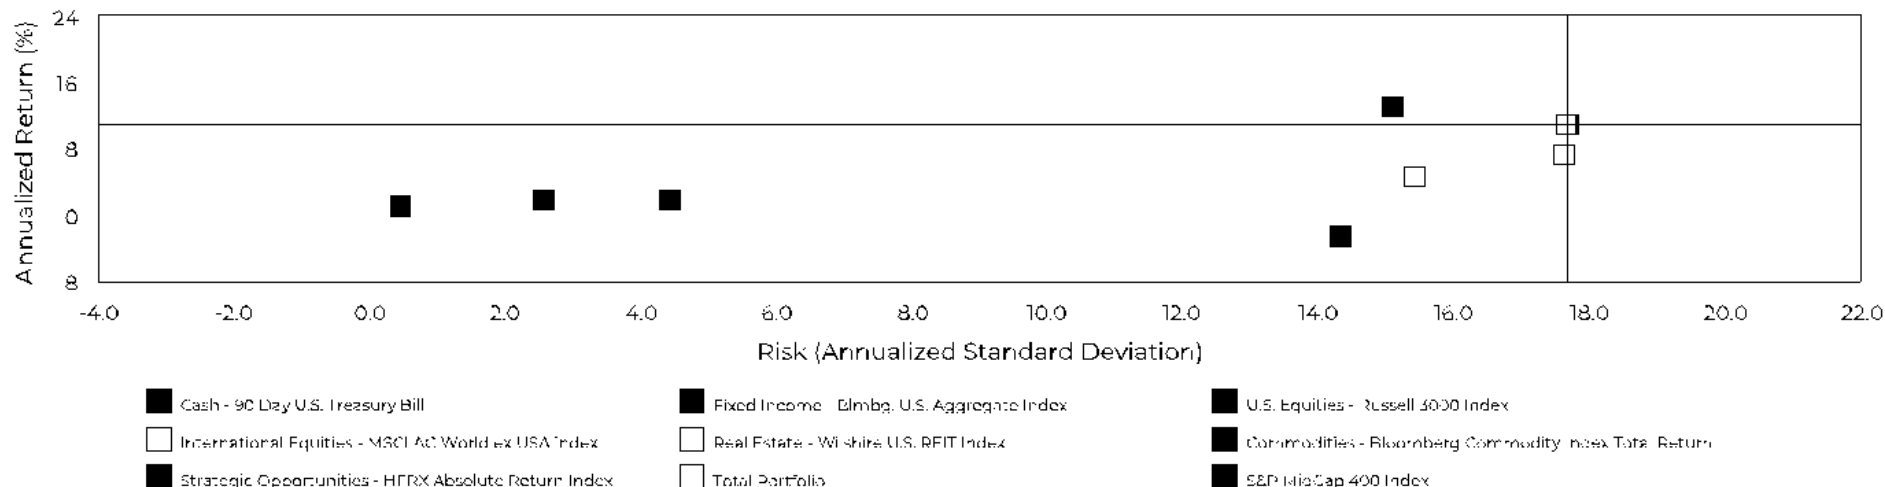 24
Annualized Return (%)
16
8
0
8
-4.0 -2.0 0.0 2.0 4.0 6.0 8.0 10.0 12.0 14.0 16.0 18.0 20.0 22.0
Risk (Annualized Standard Deviation)
Cash - 90 Day U.S. Treasury Bill Fixed Income - Blmbg. U.S. Aggregate Index U.S. Equities - Russell 3000 Index
International Equities - MSCI AC World ex USA Index Real Estate - Wilshire U.S. REIT Index Commodities - Bloomberg Commodity Index Total Return
Strategic Opportunities - HFRX Absolute Return Index Total Portfolio S&P MidCap 400 Index